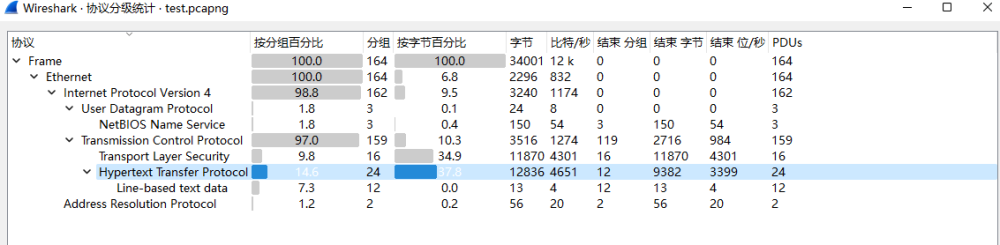 Wireshark · 协议分级统计 · test.pcapng
协议 按分组百分比 分组 按字节百分比 字节 比特/秒 结束 分组 结束 字节 结束 位/秒 PDUs
Frame 100.0 164 100.0 34001 12 k 0 0 0 164
Ethernet 100.0 164 6.8 2296 832 0 0 0 164
Internet Protocol Version 4 98.8 162 9.5 3240 1174 0 0 0 162
User Datagram Protocol 1.8 3 0.1 24 8 0 0 0 3
NetBIOS Name Service 1.8 3 0.4 150 54 3 150 54 3
Transmission Control Protocol 97.0 159 10.3 3516 1274 119 2716 984 159
Transport Layer Security 9.8 16 34.9 11870 4301 16 11870 4301 16
Hypertext Transfer Protocol 14.6 24 37.8 12836 4651 12 9382 3399 24
Line-based text data 7.3 12 0.0 13 4 12 13 4 12
Address Resolution Protocol 1.2 2 0.2 56 20 2 56 20 2